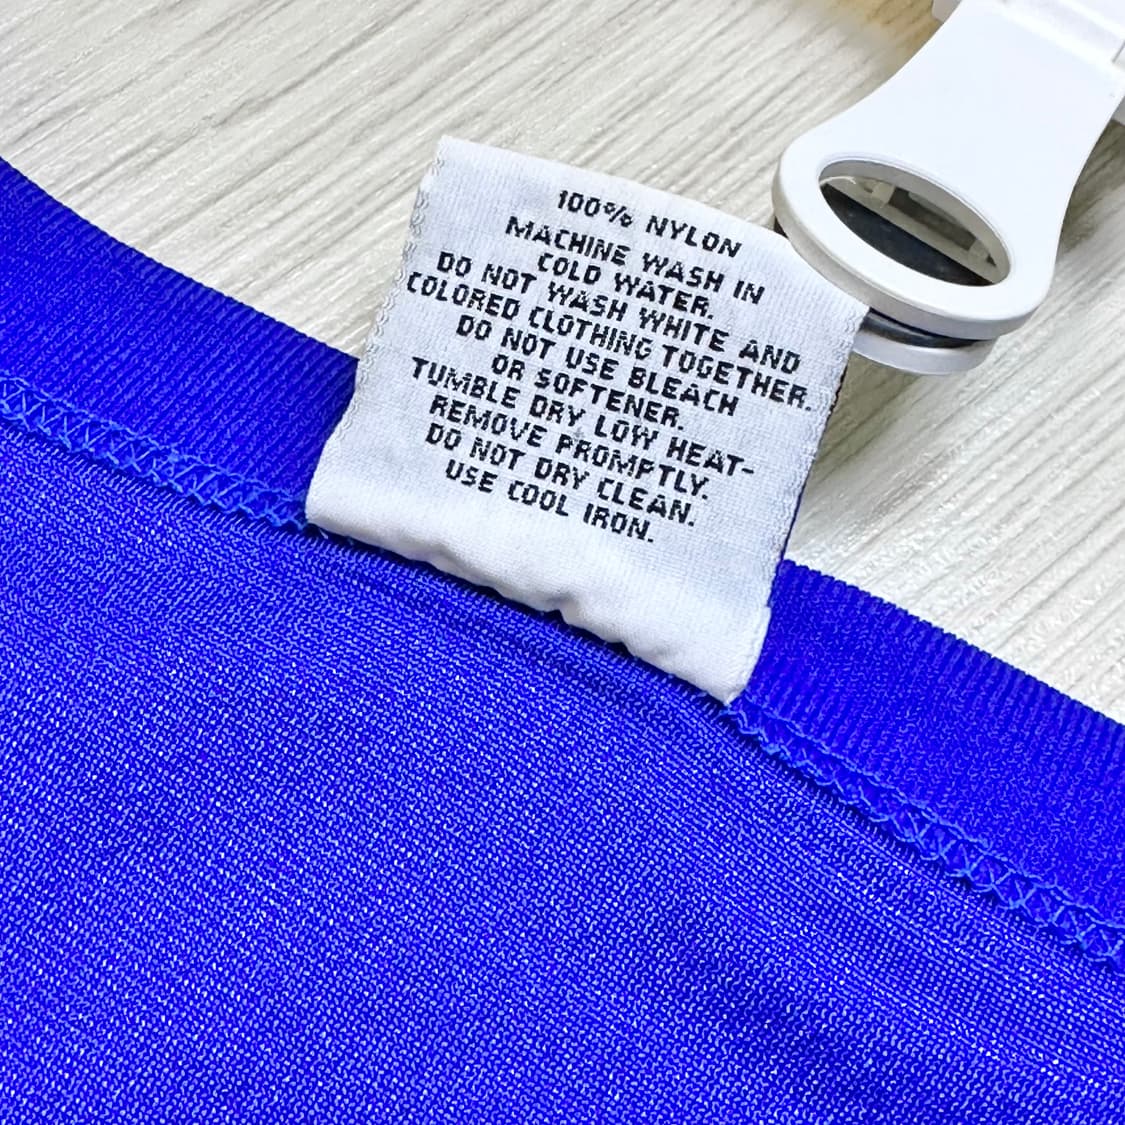 100% NYLON
MACHINE WASH IN
COLD WATER.
DO NOT WASH WHITE AND
COLORED CLOTHING TOGETHER.
DO NOT USE BLEACH
OR SOFTENER.
TUMBLE DRY LOW HEAT-
REMOVE PROMPTLY.
DO NOT DRY CLEAN.
USE COOL IRON.